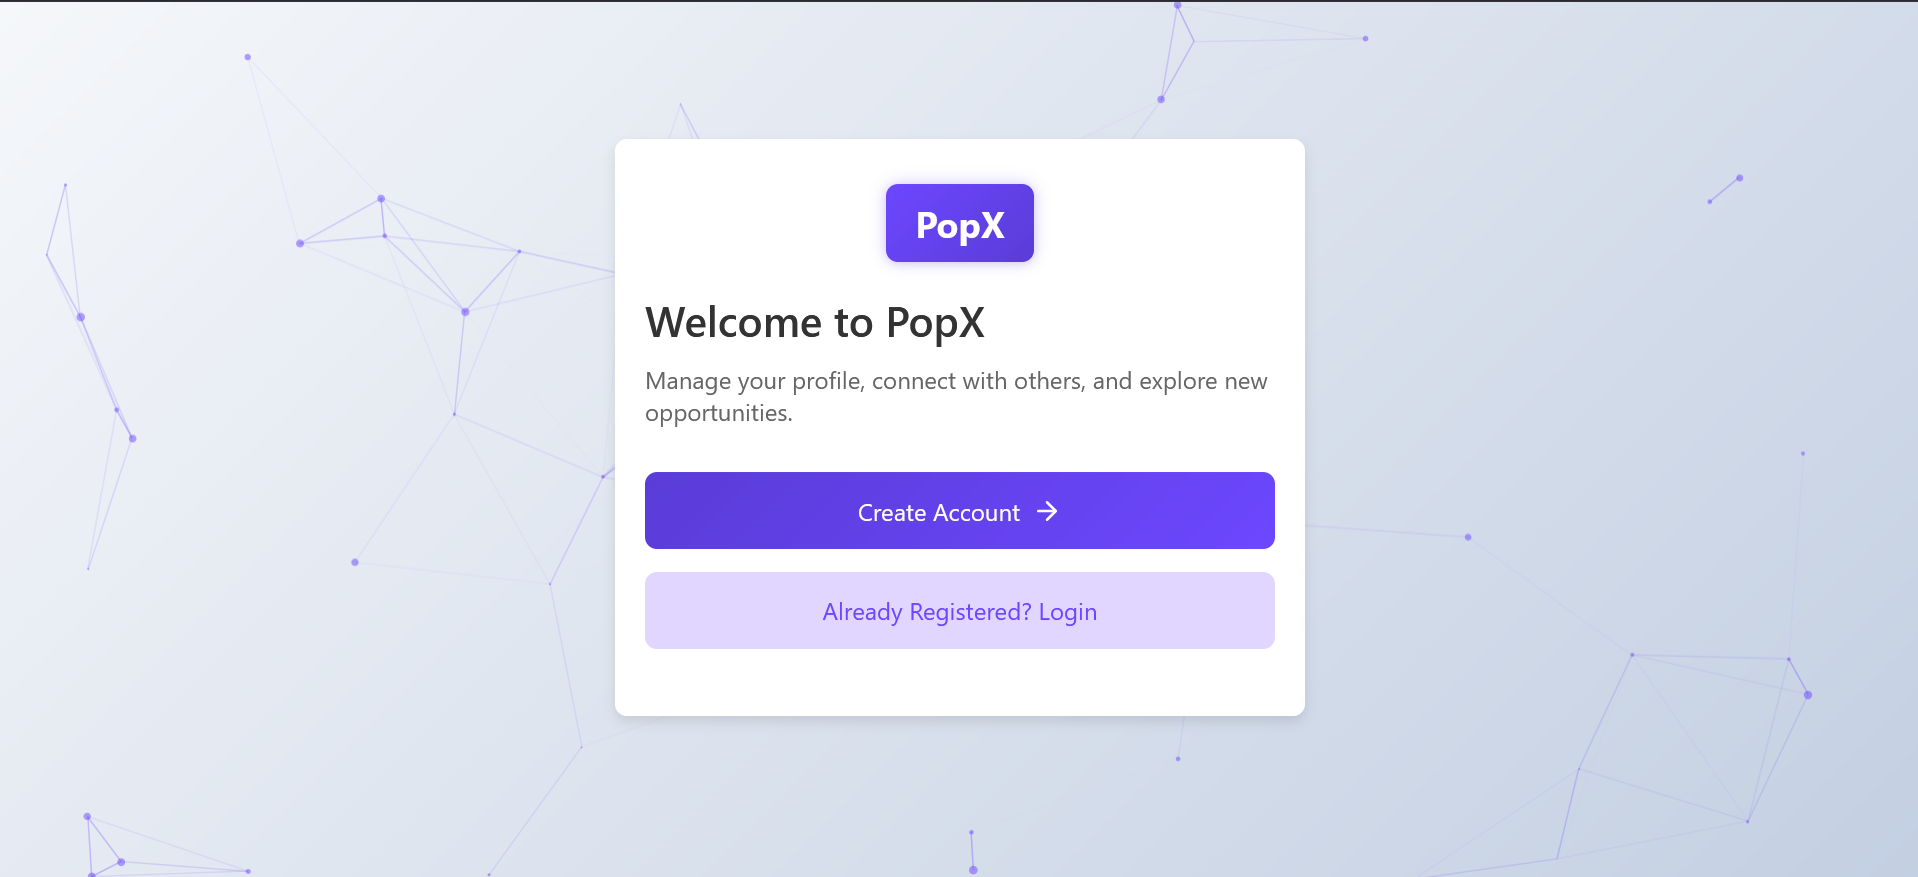 PopX
Welcome to PopX
Manage your profile, connect with others, and explore new
opportunities.
Create Account →
Already Registered? Login